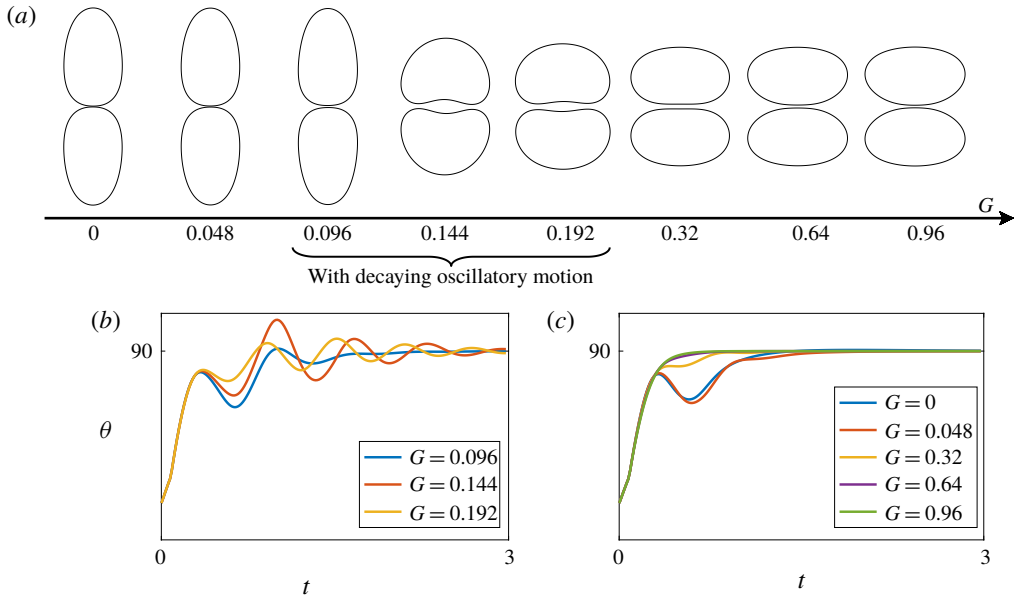 (a)
G
0 0.048 0.096 0.144 0.192 0.32 0.64 0.96
With decaying oscillatory motion
(b)
90
θ
G = 0.096
G = 0.144
G = 0.192
0 3
t
(c)
90
G = 0
G = 0.048
G = 0.32
G = 0.64
G = 0.96
0 3
t